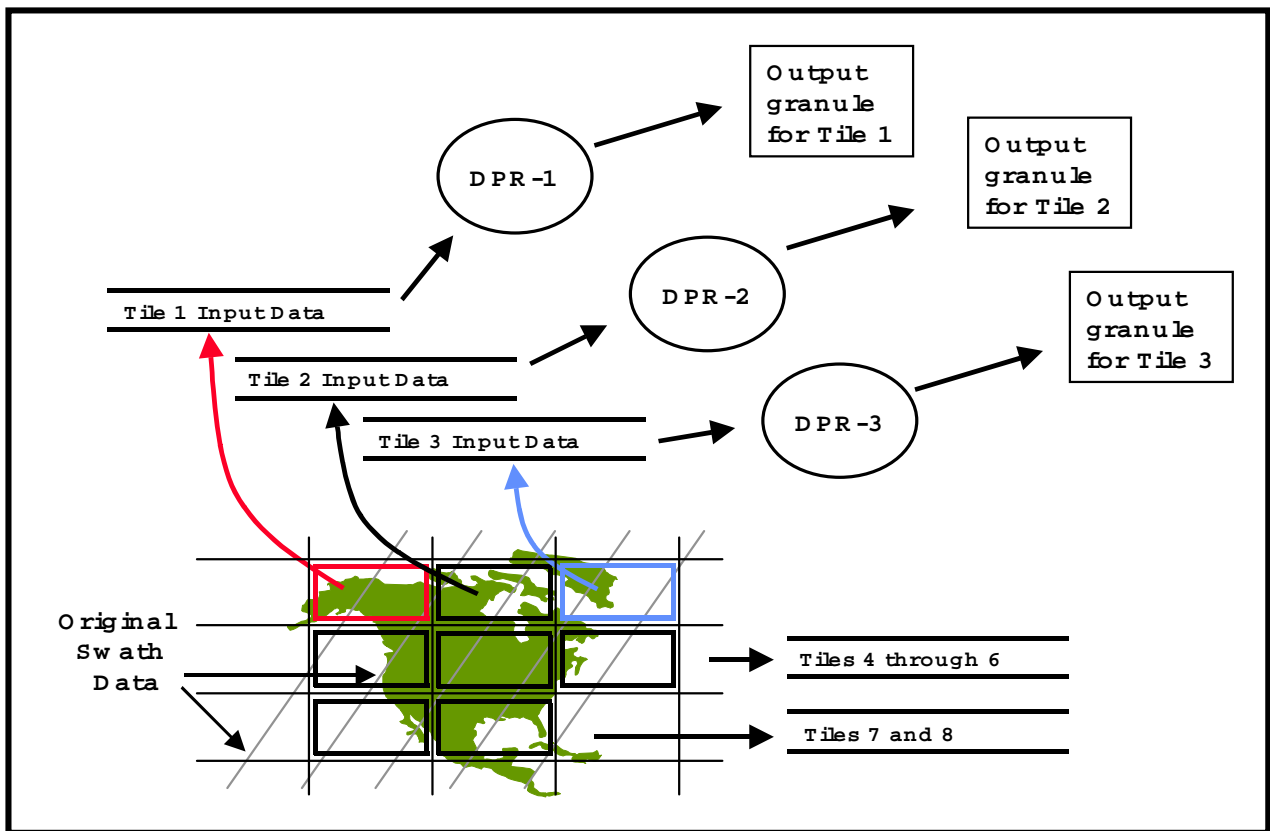 Output
granule
for Tile 1
DPR-1
Output
granule
for Tile 2
DPR-2
Output
granule
for Tile 3
Tile 1 Input Data
Tile 2 Input Data
Tile 3 Input Data
DPR-3
Original
Swath
Data
Tiles 4 through 6
Tiles 7 and 8